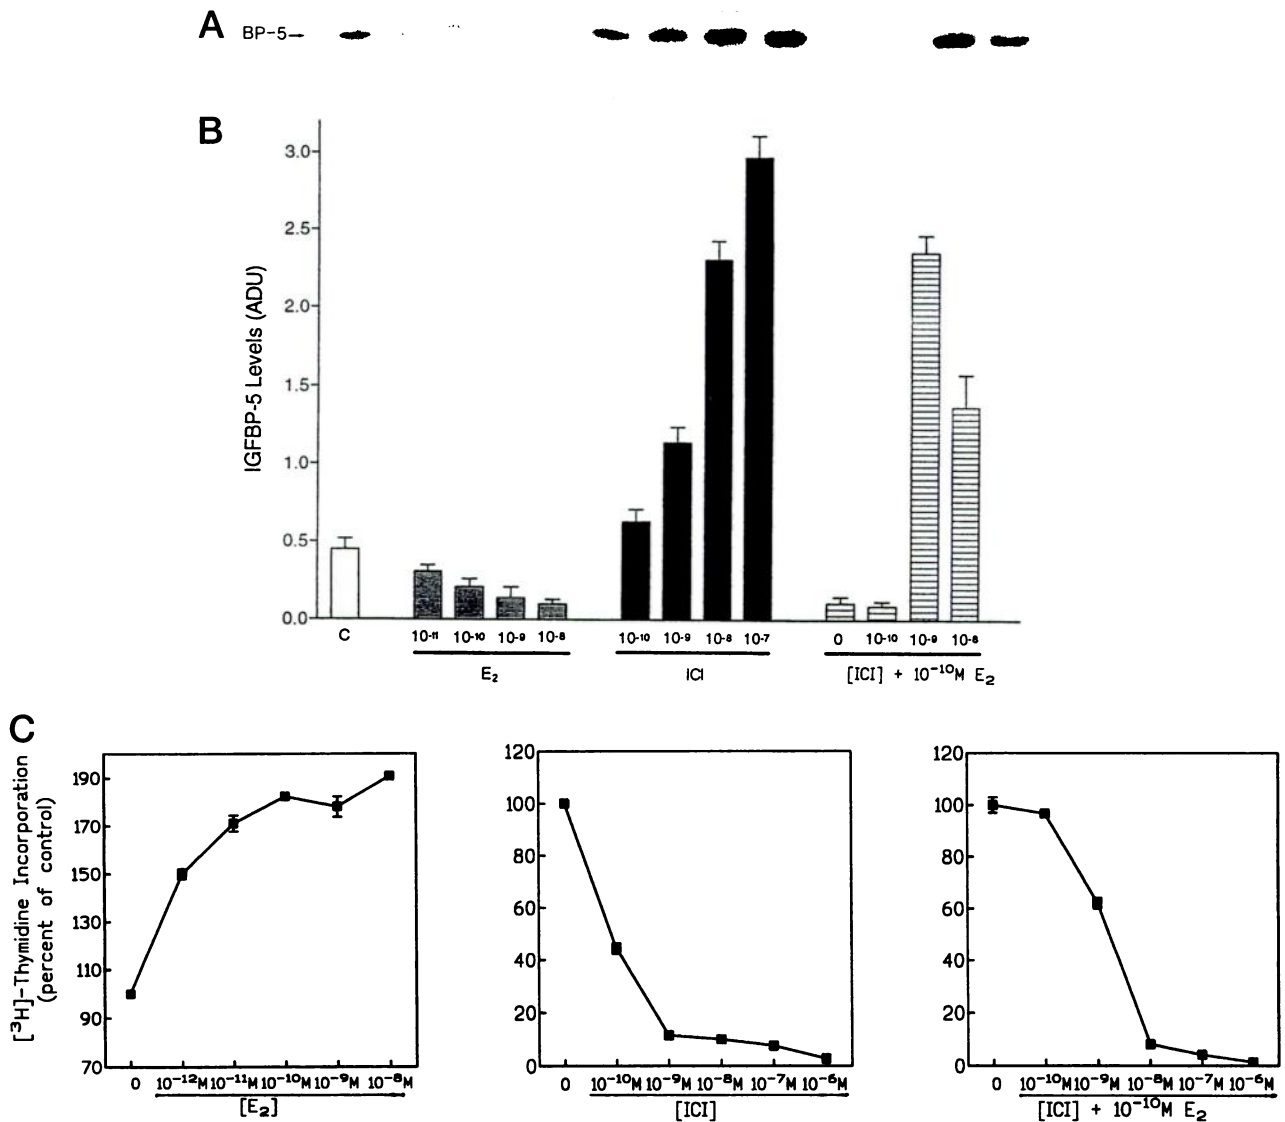 A BP-5→
B
IGFBP-5 Levels (ADU)
3.0
2.5
2.0
1.5
1.0
0.5
0.0
C 10-11 10-10 10-9 10-8 10-10 10-9 10-8 10-7 0 10-10 10-9 10-8
E2 ICI [ICI] + 10-10M E2
C
[3H]-Thymidine Incorporation
(percent of control)
190
170
150
130
110
90
70
0 10-12M 10-11M 10-10M 10-9M 10-8M
[E2]
120
100
80
60
40
20
0
0 10-10M 10-9M 10-8M 10-7M 10-6M
[ICI]
120
100
80
60
40
20
0
0 10-10M 10-9M 10-8M 10-7M 10-6M
[ICI] + 10-10M E2